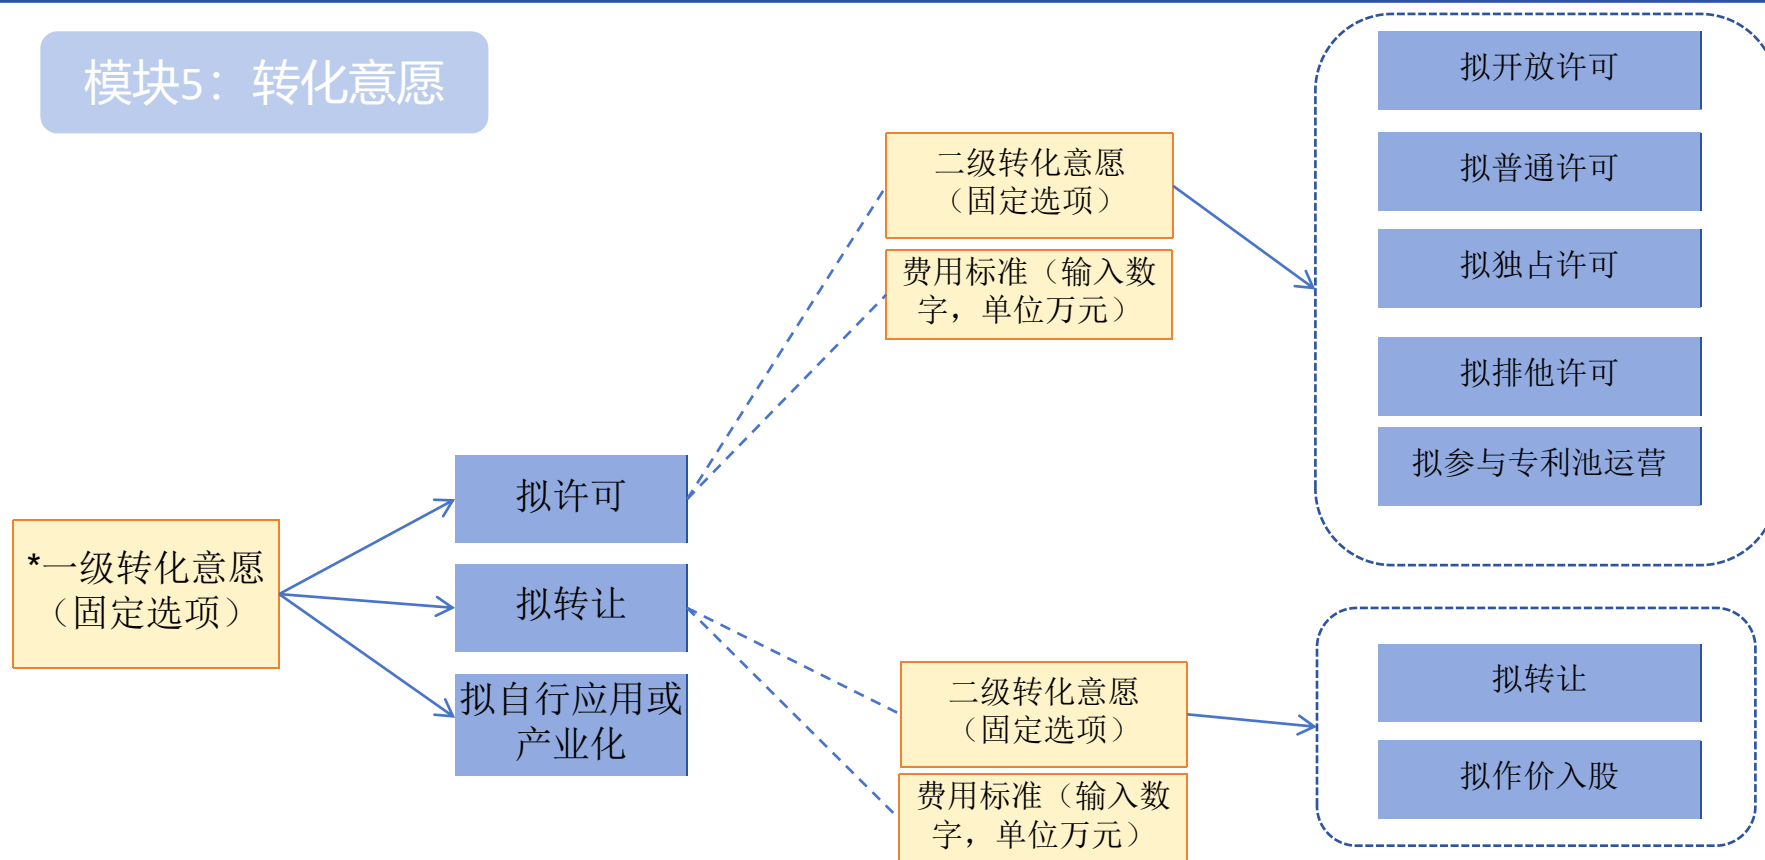 模块5：转化意愿
*一级转化意愿
（固定选项）
拟许可
拟转让
拟自行应用或
产业化
二级转化意愿
（固定选项）
费用标准（输入数
字，单位万元）
拟开放许可
拟普通许可
拟独占许可
拟排他许可
拟参与专利池运营
二级转化意愿
（固定选项）
费用标准（输入数
字，单位万元）
拟转让
拟作价入股